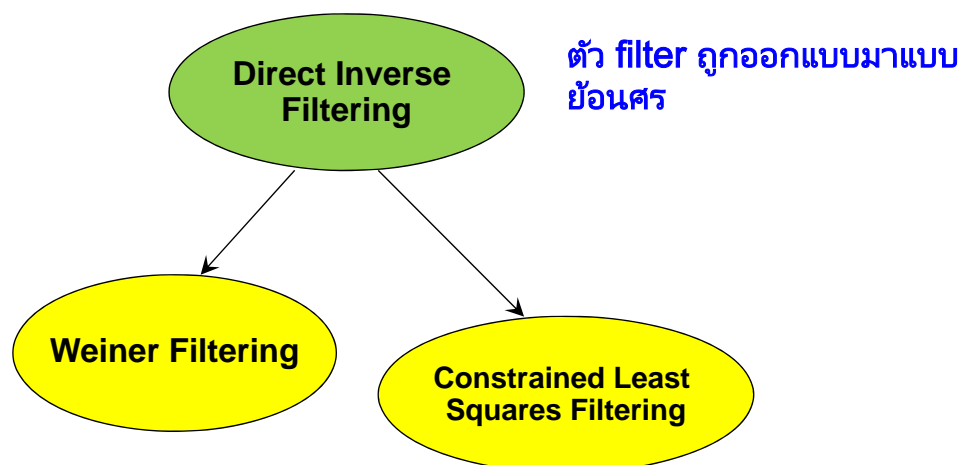 Direct Inverse
Filtering
ตัว filter ถูกออกแบบมาแบบ
ย้อนศร
Weiner Filtering
Constrained Least
Squares Filtering